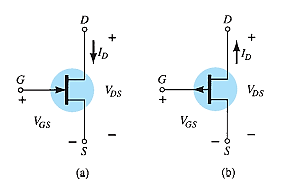 D D
+ +
I_D I_D
G G
V_DS V_DS
+ +
V_GS V_GS
− − − −
S S
(a) (b)